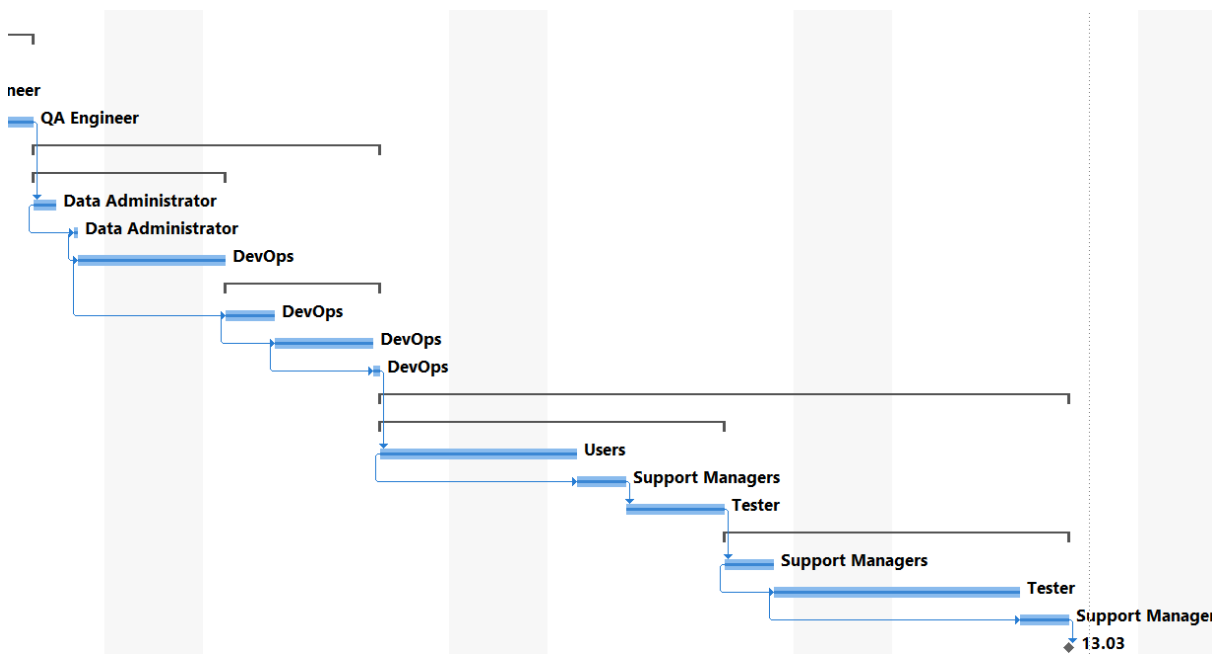 neer
QA Engineer
Data Administrator
Data Administrator
DevOps
DevOps
DevOps
DevOps
Users
Support Managers
Tester
Support Managers
Tester
Support Manager
13.03